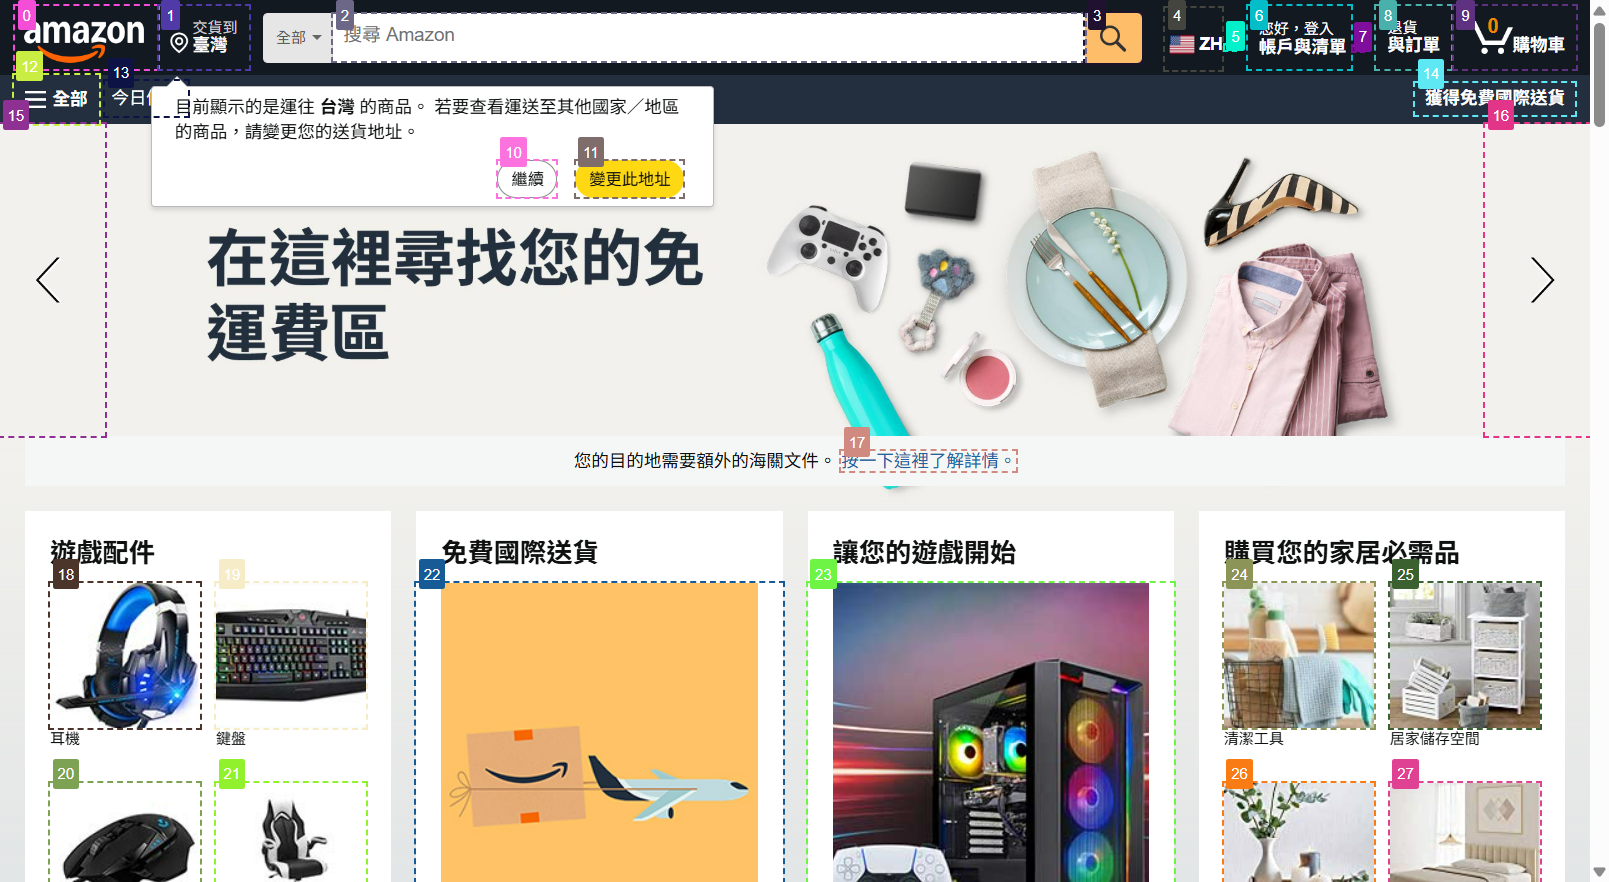 0
1
2
3
4
5
6
7
8
9
amazon
交貨到
臺灣
全部
搜尋 Amazon
ZH
您好，登入
帳戶與清單
退貨
與訂單
0
購物車
12
13
14
15
16
全部
今日
獲得免費國際送貨
目前顯示的是運往 台灣 的商品。 若要查看運送至其他國家／地區
的商品，請變更您的送貨地址。
10
11
繼續
變更此地址
在這裡尋找您的免
運費區
17
您的目的地需要額外的海關文件。 按一下這裡了解詳情。
遊戲配件
免費國際送貨
讓您的遊戲開始
購買您的家居必需品
18
19
22
23
24
25
耳機
鍵盤
清潔工具
居家儲存空間
20
21
26
27